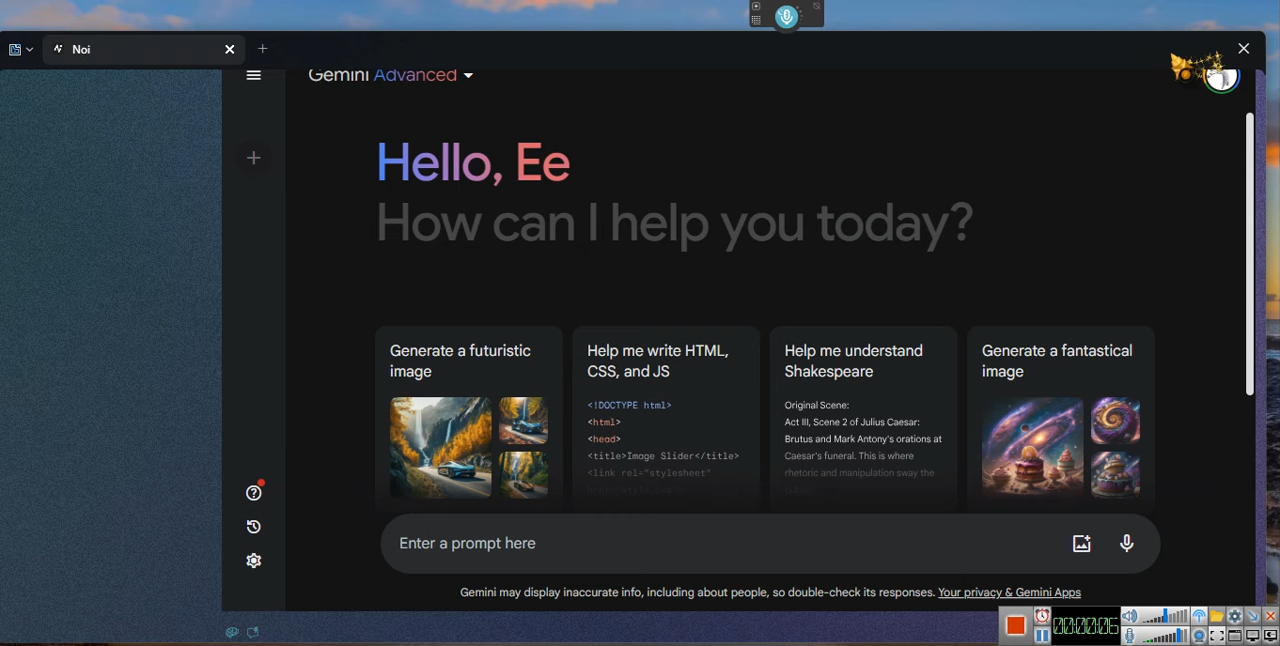 Noi
Gemini Advanced
Hello, Ee
How can I help you today?
Generate a futuristic
image
Help me write HTML,
CSS, and JS
<!DOCTYPE html>
<html>
<head>
<title>Image Slider</title>
<link rel="stylesheet"
Help me understand
Shakespeare
Original Scene:
Act III, Scene 2 of Julius Caesar:
Brutus and Mark Antony's orations at
Caesar's funeral. This is where
rhetoric and manipulation sway the
Generate a fantastical
image
Enter a prompt here
Gemini may display inaccurate info, including about people, so double-check its responses. Your privacy & Gemini Apps
00:00:06